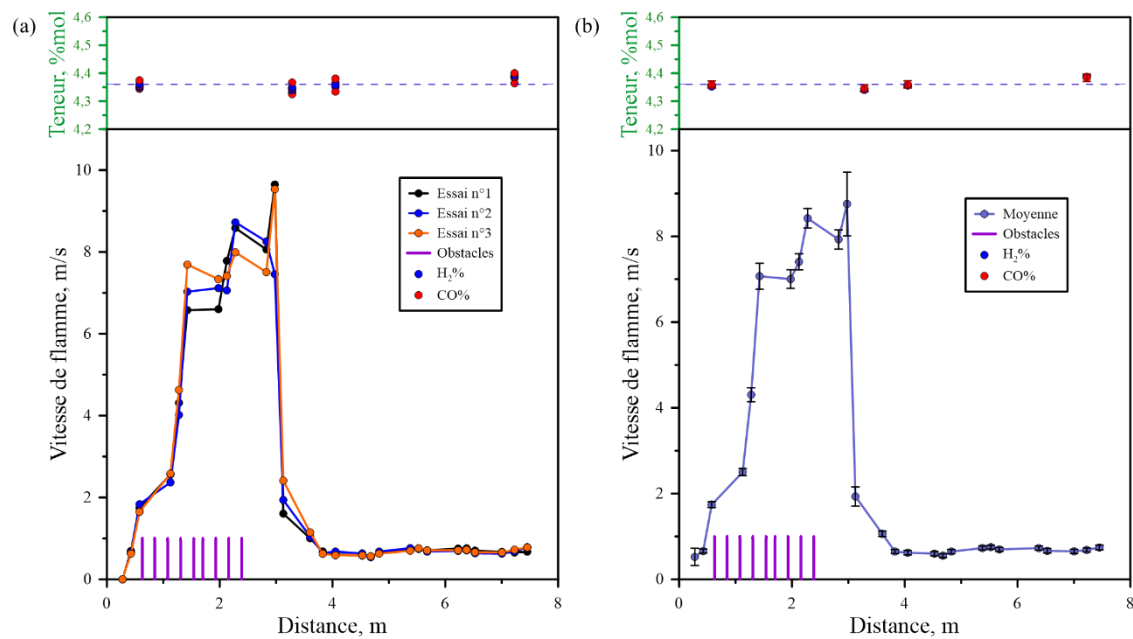 (a)
Teneur, %mol
4,6
4,5
4,4
4,3
4,2
Vitesse de flamme, m/s
10
8
6
4
2
0
Essai n°1
Essai n°2
Essai n°3
Obstacles
H₂%
CO%
0 2 4 6 8
Distance, m
(b)
Teneur, %mol
4,6
4,5
4,4
4,3
4,2
Vitesse de flamme, m/s
10
8
6
4
2
0
Moyenne
Obstacles
H₂%
CO%
0 2 4 6 8
Distance, m